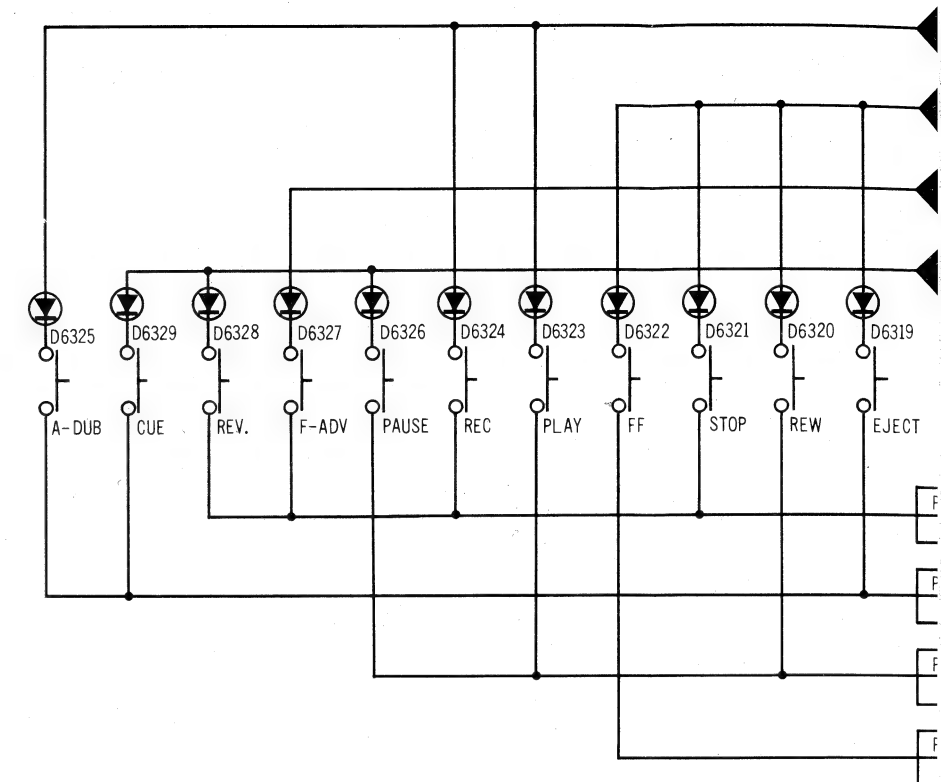 D6325 D6329 D6328 D6327 D6326 D6324 D6323 D6322 D6321 D6320 D6319
A-DUB CUE REV. F-ADV PAUSE REC PLAY FF STOP REW EJECT
P
P